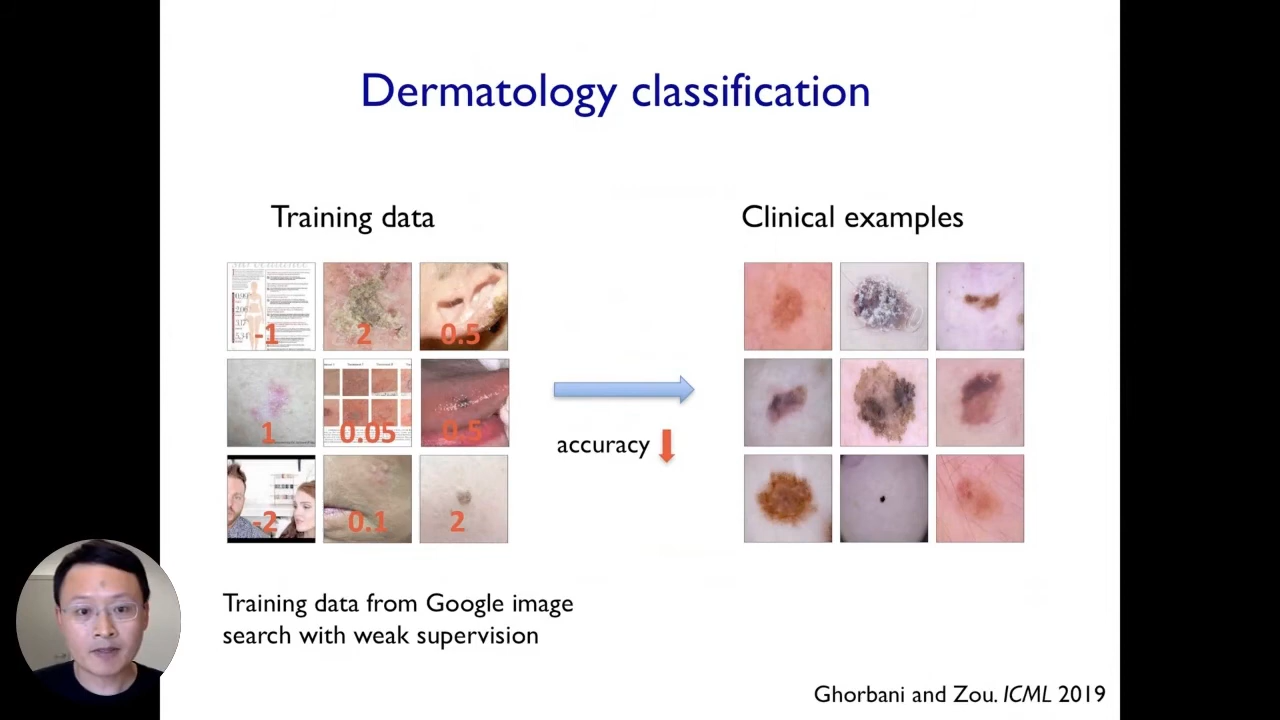 Dermatology classification
Training data
Clinical examples
-1
2
0.5
1
0.05
0.5
-2
0.1
2
accuracy
Training data from Google image
search with weak supervision
Ghorbani and Zou. ICML 2019